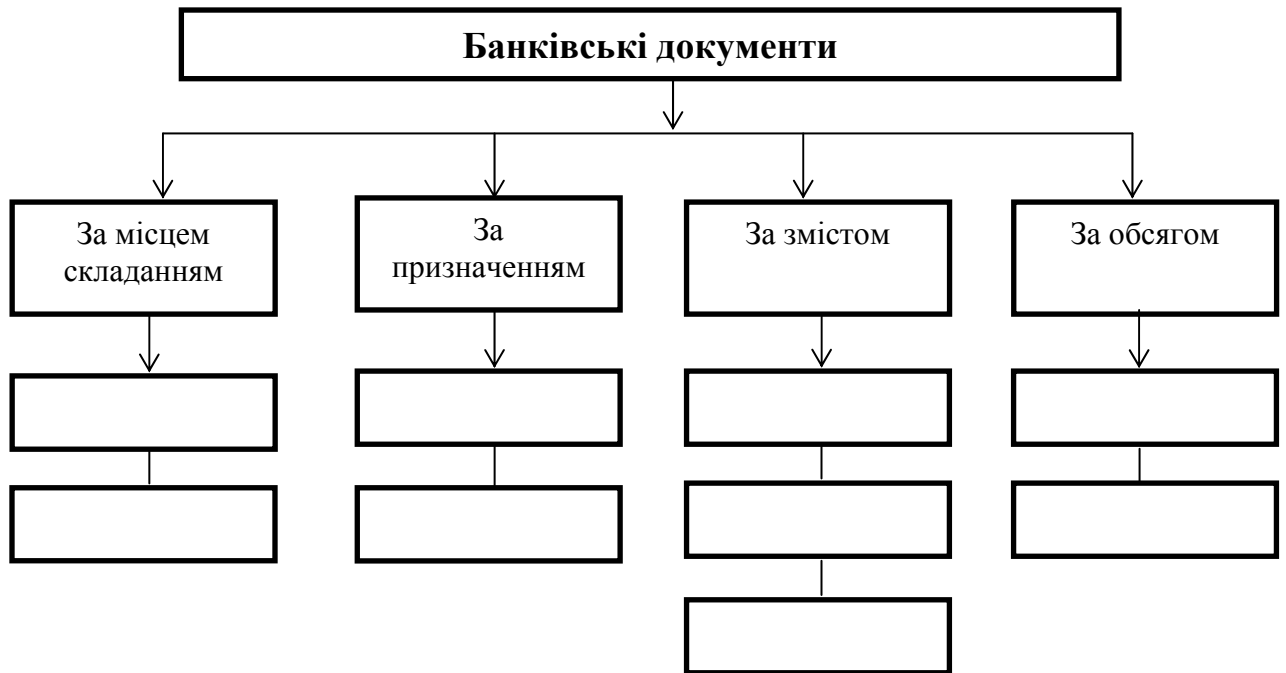 Банківські документи
За місцем
складанням
За
призначенням
За змістом
За обсягом